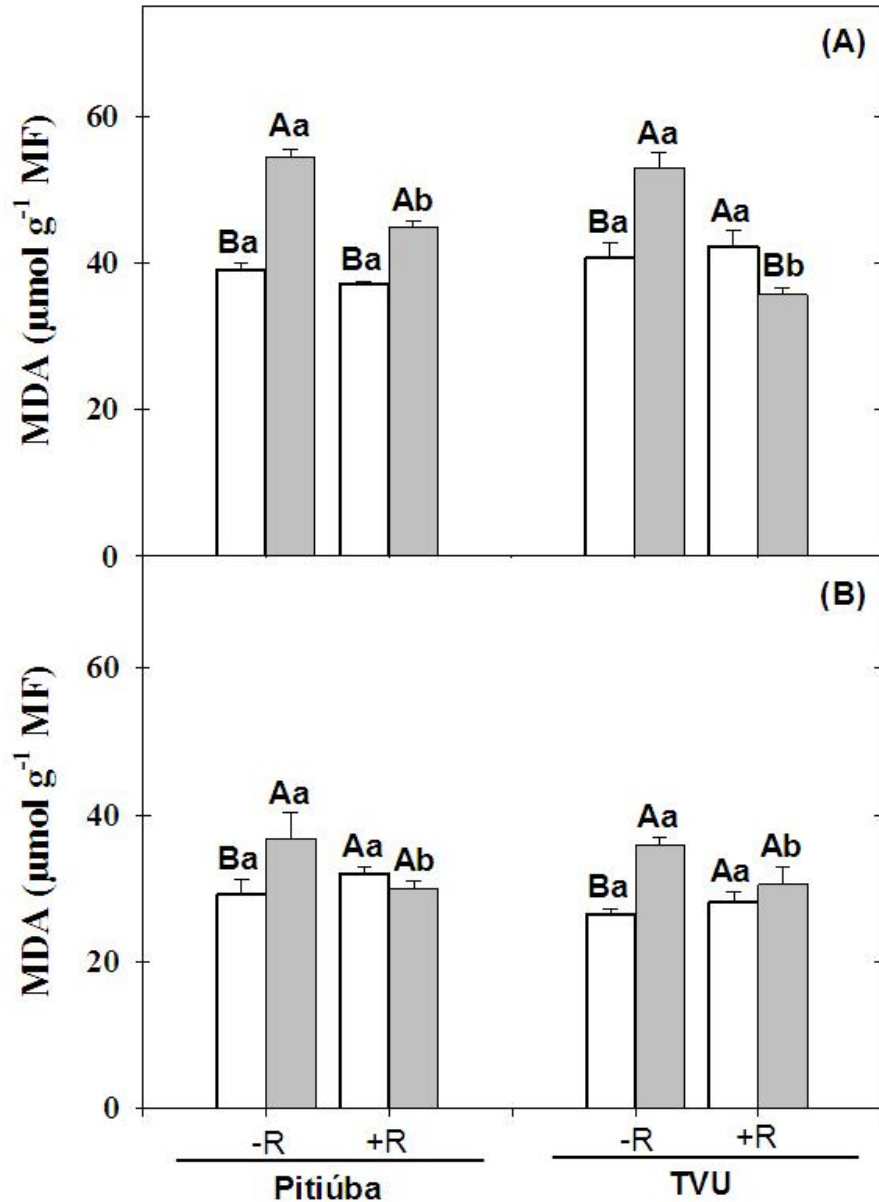 (A)
MDA (µmol g⁻¹ MF)
60
40
20
0
Ba Aa Ba Ab Ba Aa Aa Bb
(B)
MDA (µmol g⁻¹ MF)
60
40
20
0
Ba Aa Aa Ab Ba Aa Aa Ab
-R +R -R +R
Pitiúba TVU